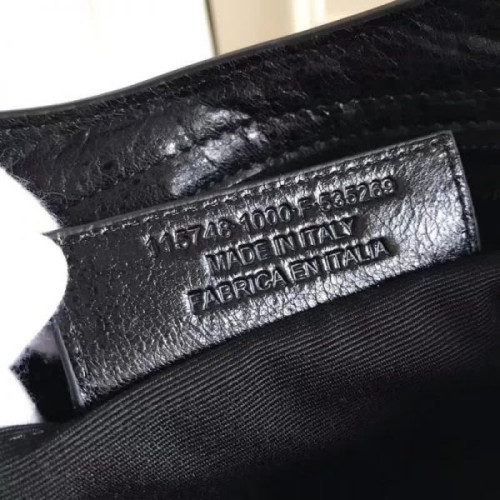 115748·1000·F·535269
MADE IN ITALY
FABRICA EN ITALIA